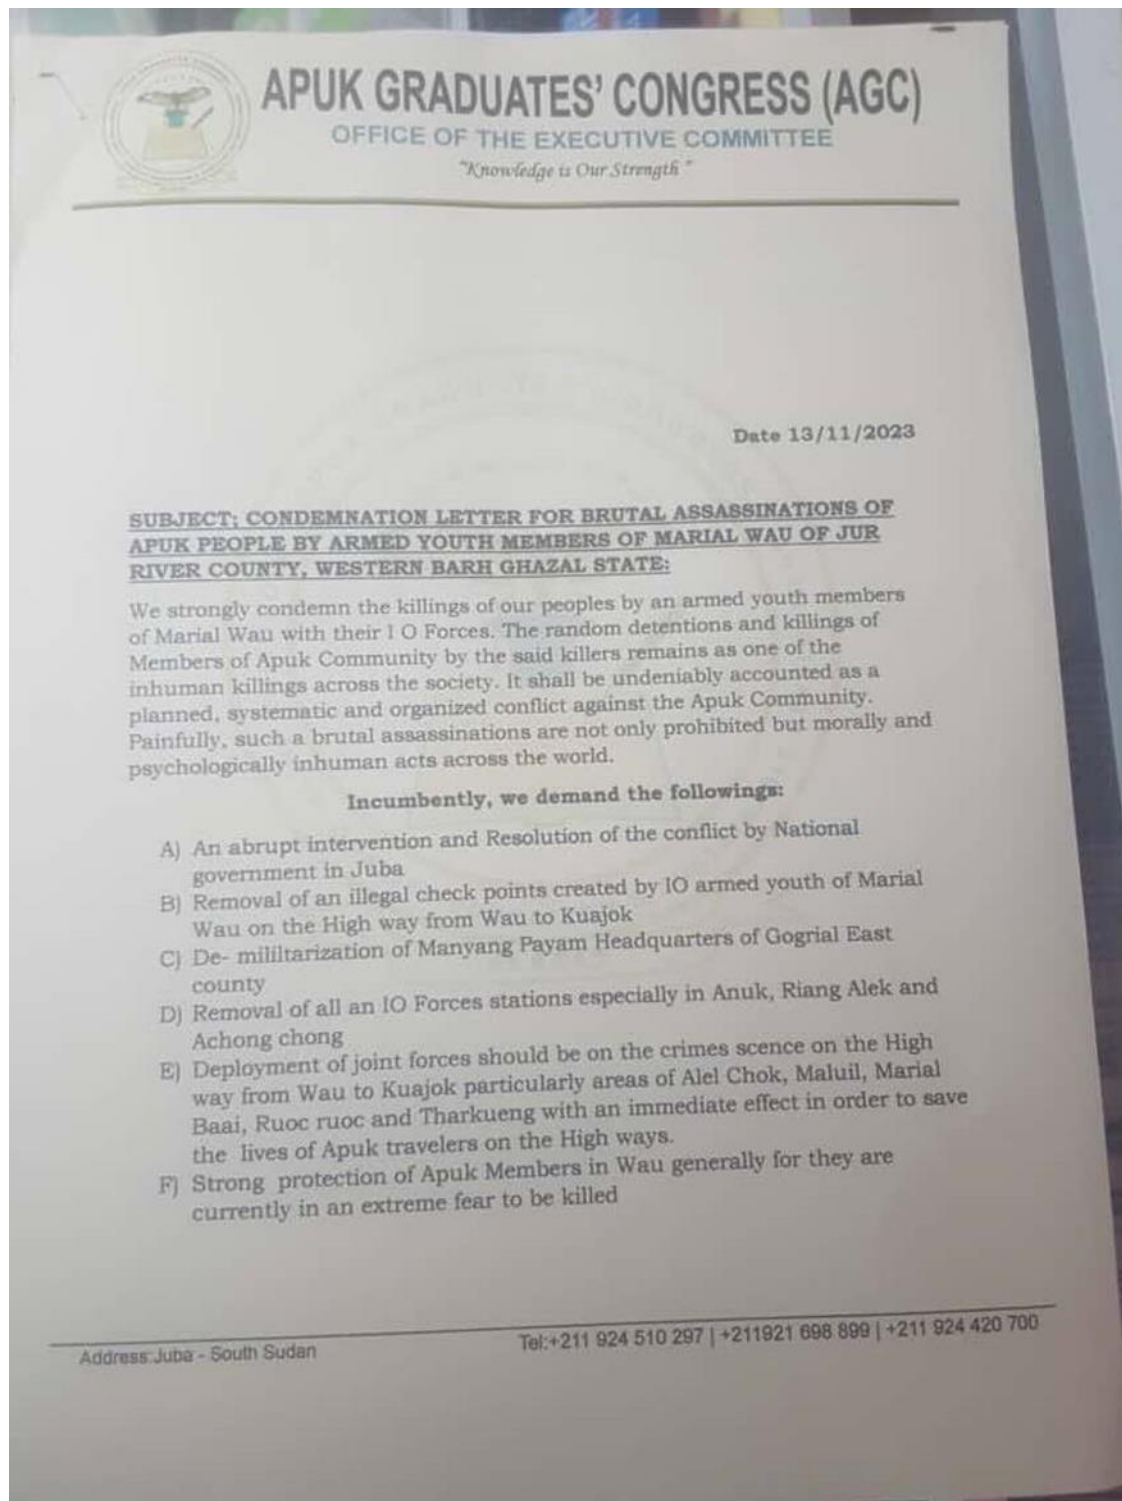 APUK GRADUATES' CONGRESS (AGC)
OFFICE OF THE EXECUTIVE COMMITTEE
"Knowledge is Our Strength"
Date 13/11/2023
SUBJECT; CONDEMNATION LETTER FOR BRUTAL ASSASSINATIONS OF
APUK PEOPLE BY ARMED YOUTH MEMBERS OF MARIAL WAU OF JUR
RIVER COUNTY, WESTERN BARH GHAZAL STATE:
We strongly condemn the killings of our peoples by an armed youth members
of Marial Wau with their I O Forces. The random detentions and killings of
Members of Apuk Community by the said killers remains as one of the
inhuman killings across the society. It shall be undeniably accounted as a
planned, systematic and organized conflict against the Apuk Community.
Painfully, such a brutal assassinations are not only prohibited but morally and
psychologically inhuman acts across the world.
Incumbently, we demand the followings:
A) An abrupt intervention and Resolution of the conflict by National
government in Juba
B) Removal of an illegal check points created by IO armed youth of Marial
Wau on the High way from Wau to Kuajok
C) De- mililtarization of Manyang Payam Headquarters of Gogrial East
county
D) Removal of all an IO Forces stations especially in Anuk, Riang Alek and
Achong chong
E) Deployment of joint forces should be on the crimes scence on the High
way from Wau to Kuajok particularly areas of Alel Chok, Maluil, Marial
Baai, Ruoc ruoc and Tharkueng with an immediate effect in order to save
the lives of Apuk travelers on the High ways.
F) Strong protection of Apuk Members in Wau generally for they are
currently in an extreme fear to be killed
Address:Juba - South Sudan
Tel:+211 924 510 297 | +211921 698 899 | +211 924 420 700